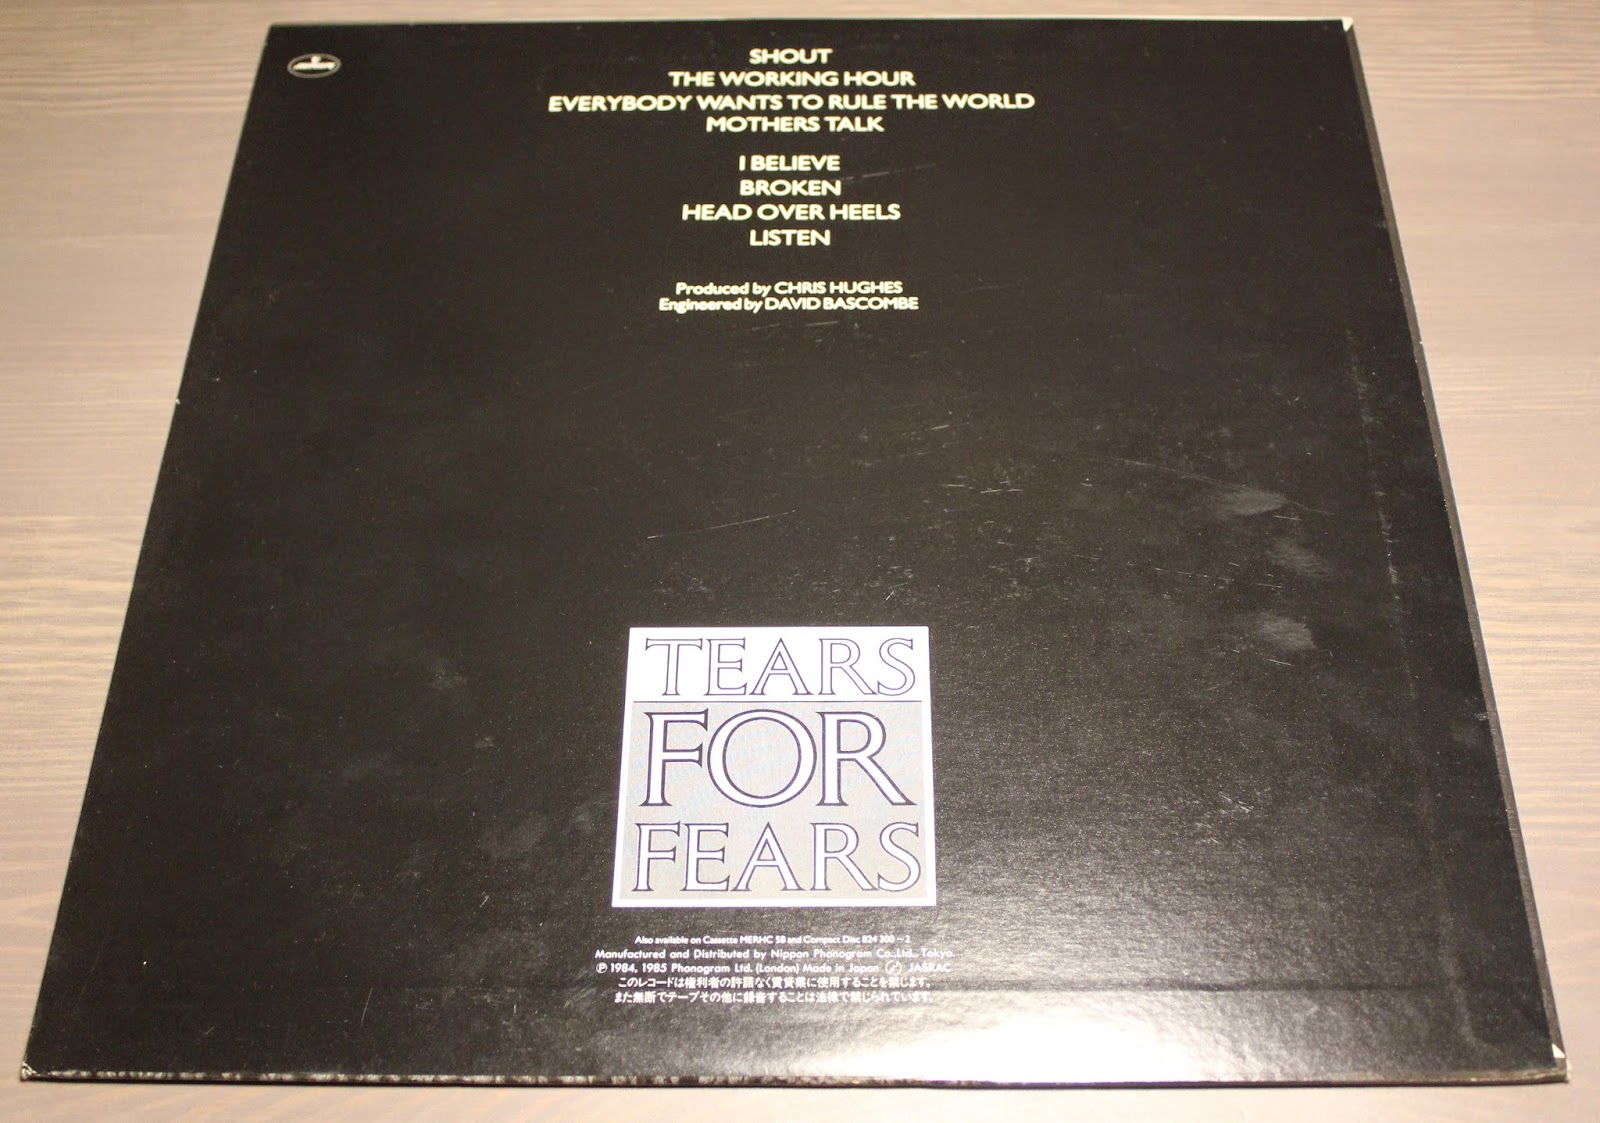 SHOUT
THE WORKING HOUR
EVERYBODY WANTS TO RULE THE WORLD
MOTHERS TALK
I BELIEVE
BROKEN
HEAD OVER HEELS
LISTEN
Produced by CHRIS HUGHES
Engineered by DAVID BASCOMBE
TEARS
FOR
FEARS
Also available on Cassette MERHC 58 and Compact Disc 824 300 - 2
Manufactured and Distributed by Nippon Phonogram Co.,Ltd., Tokyo.
℗ 1984, 1985 Phonogram Ltd. (London) Made in Japan JASRAC
このレコードは権利者の許諾なく賃貸業に使用することを禁じます。
また無断でテープその他に録音することは法律で禁じられています。